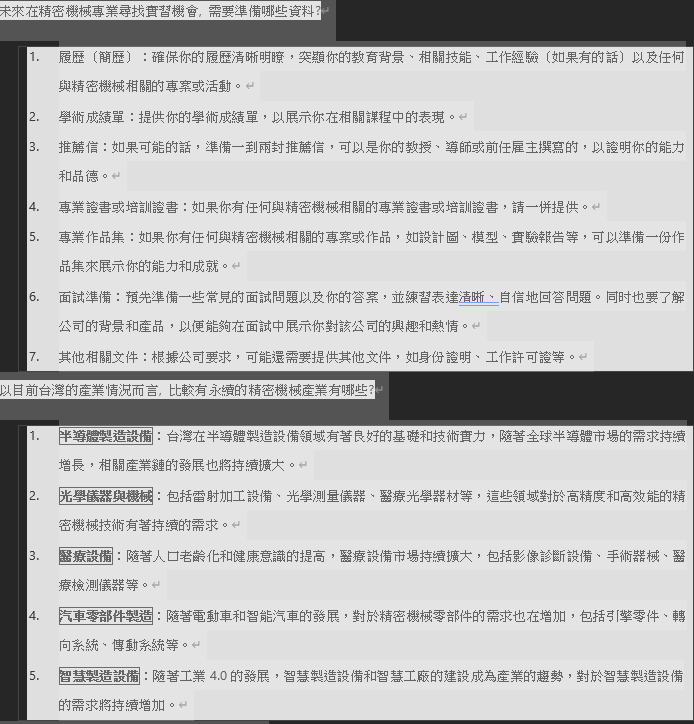 未來在精密機械專業尋找實習機會, 需要準備哪些資料?
1. 履歷（簡歷）：確保你的履歷清晰明瞭，突顯你的教育背景、相關技能、工作經驗（如果有的話）以及任何
與精密機械相關的專案或活動。
2. 學術成績單：提供你的學術成績單，以展示你在相關課程中的表現。
3. 推薦信：如果可能的話，準備一到兩封推薦信，可以是你的教授、導師或前任雇主撰寫的，以證明你的能力
和品德。
4. 專業證書或培訓證書：如果你有任何與精密機械相關的專業證書或培訓證書，請一併提供。
5. 專業作品集：如果你有任何與精密機械相關的專案或作品，如設計圖、模型、實驗報告等，可以準備一份作
品集來展示你的能力和成就。
6. 面試準備：預先準備一些常見的面試問題以及你的答案，並練習表達清晰、自信地回答問題。同時也要了解
公司的背景和產品，以便能夠在面試中展示你對該公司的興趣和熱情。
7. 其他相關文件：根據公司要求，可能還需要提供其他文件，如身份證明、工作許可證等。
以目前台灣的產業情況而言, 比較有永續的精密機械產業有哪些?
1. 半導體製造設備：台灣在半導體製造設備領域有著良好的基礎和技術實力，隨著全球半導體市場的需求持續
增長，相關產業鏈的發展也將持續擴大。
2. 光學儀器與機械：包括雷射加工設備、光學測量儀器、醫療光學器材等，這些領域對於高精度和高效能的精
密機械技術有著持續的需求。
3. 醫療設備：隨著人口老齡化和健康意識的提高，醫療設備市場持續擴大，包括影像診斷設備、手術器械、醫
療檢測儀器等。
4. 汽車零部件製造：隨著電動車和智能汽車的發展，對於精密機械零部件的需求也在增加，包括引擎零件、轉
向系統、傳動系統等。
5. 智慧製造設備：隨著工業 4.0 的發展，智慧製造設備和智慧工廠的建設成為產業的趨勢，對於智慧製造設備
的需求將持續增加。